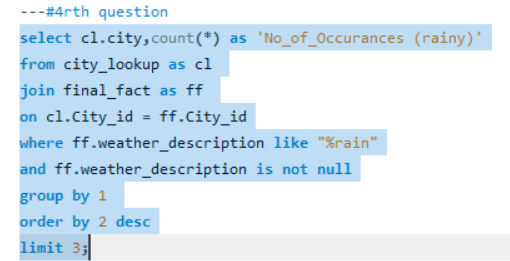 ---#4rth question
select cl.city,count(*) as 'No_of_Occurances (rainy)'
from city_lookup as cl
join final_fact as ff
on cl.City_id = ff.City_id
where ff.weather_description like "%rain"
and ff.weather_description is not null
group by 1
order by 2 desc
limit 3;